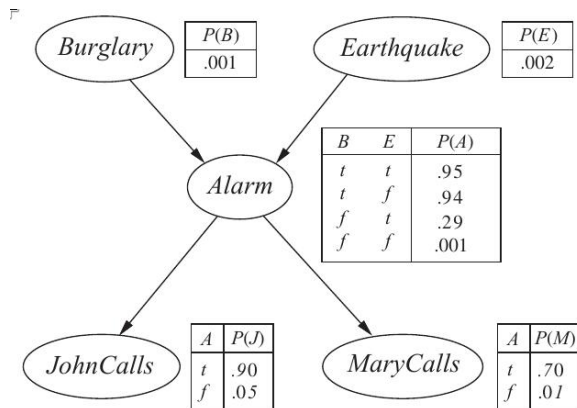 Burglary
P(B)
.001
Earthquake
P(E)
.002
Alarm
B E P(A)
t t .95
t f .94
f t .29
f f .001
JohnCalls
A P(J)
t .90
f .05
MaryCalls
A P(M)
t .70
f .01